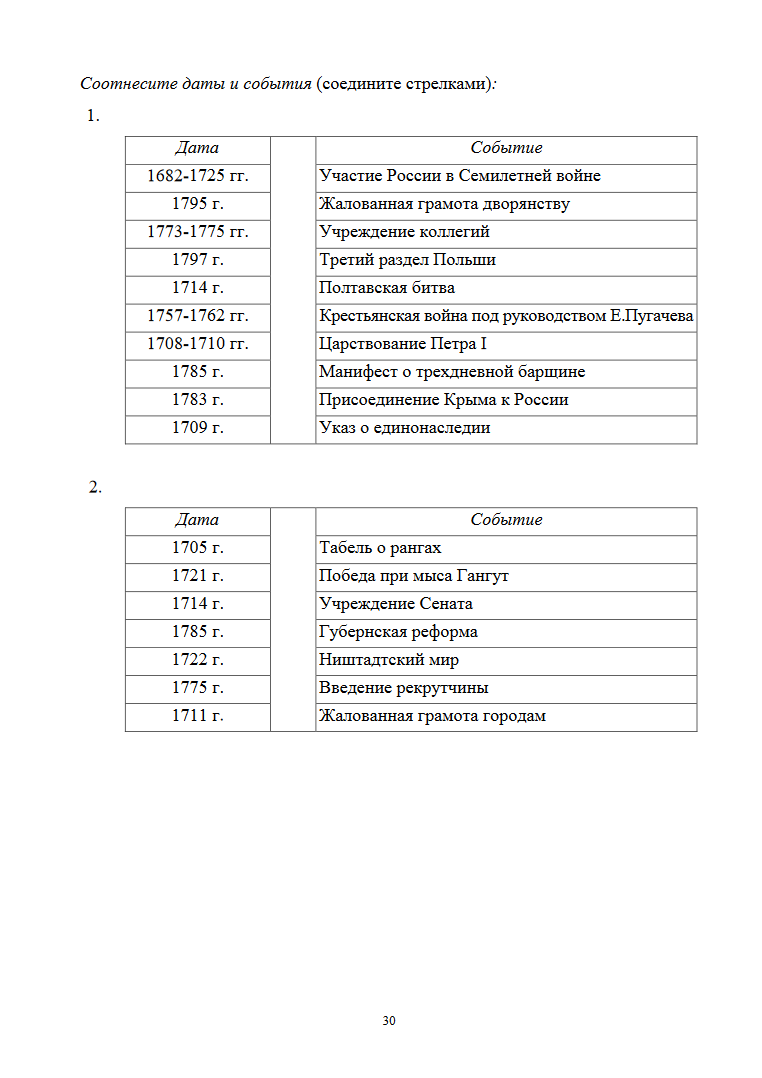 Соотнесите даты и события (соедините стрелками):
1.
Дата Событие
1682-1725 гг. Участие России в Семилетней войне
1795 г. Жалованная грамота дворянству
1773-1775 гг. Учреждение коллегий
1797 г. Третий раздел Польши
1714 г. Полтавская битва
1757-1762 гг. Крестьянская война под руководством Е.Пугачева
1708-1710 гг. Царствование Петра I
1785 г. Манифест о трехдневной барщине
1783 г. Присоединение Крыма к России
1709 г. Указ о единонаследии
2.
Дата Событие
1705 г. Табель о рангах
1721 г. Победа при мыса Гангут
1714 г. Учреждение Сената
1785 г. Губернская реформа
1722 г. Ништадтский мир
1775 г. Введение рекрутчины
1711 г. Жалованная грамота городам
30